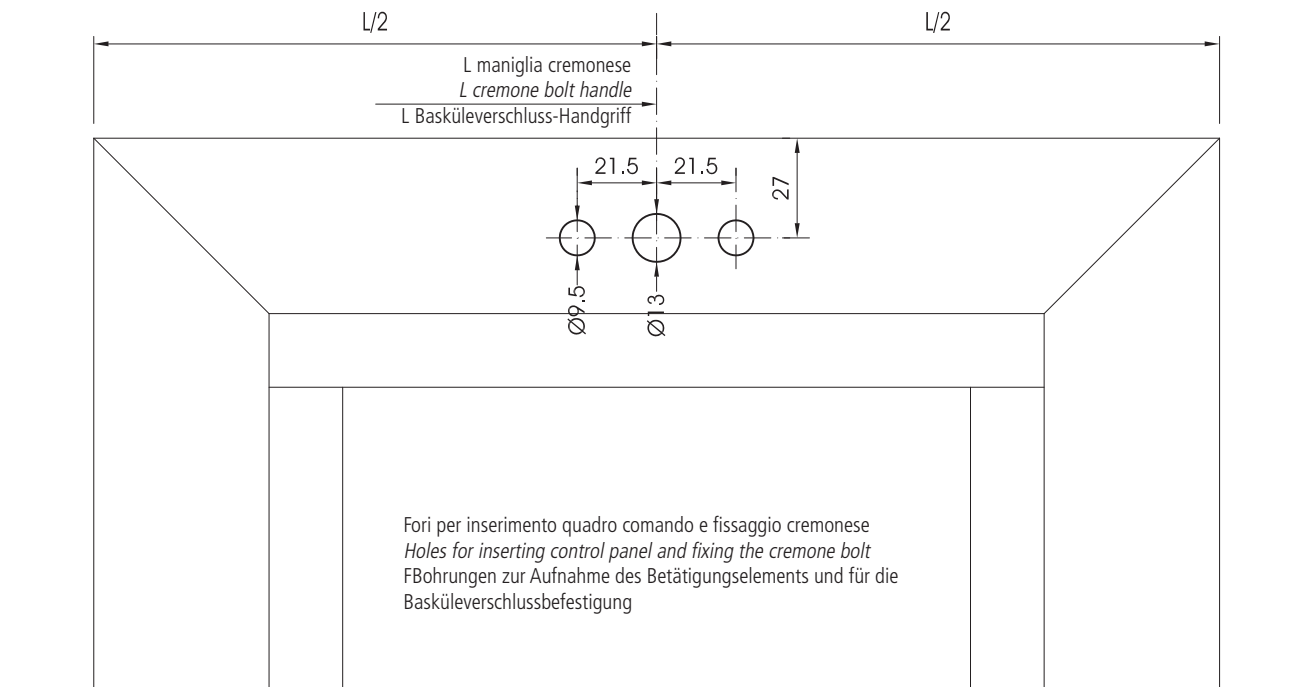 L/2
L/2
L maniglia cremonese
L cremone bolt handle
L Basküleverschluss-Handgriff
21.5
21.5
27
Ø9.5
Ø13
Fori per inserimento quadro comando e fissaggio cremonese
Holes for inserting control panel and fixing the cremone bolt
FBohrungen zur Aufnahme des Betätigungselements und für die
Basküleverschlussbefestigung